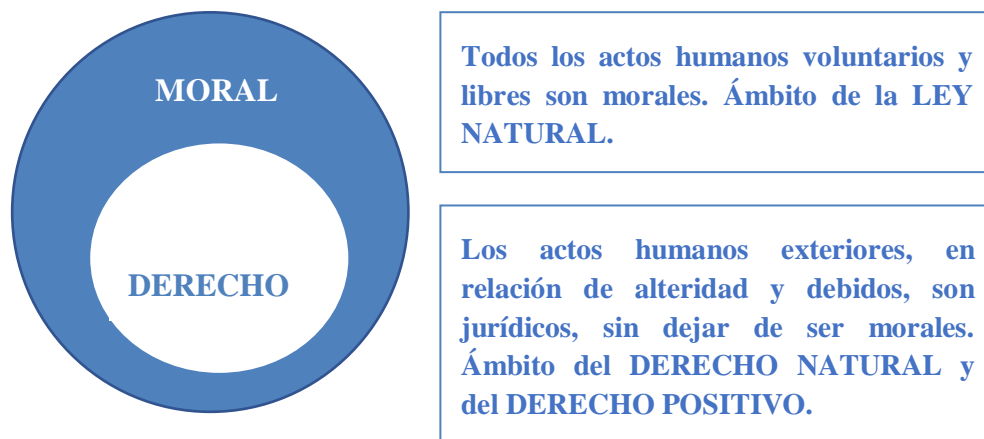 MORAL
DERECHO
Todos los actos humanos voluntarios y
libres son morales. Ámbito de la LEY
NATURAL.
Los actos humanos exteriores, en
relación de alteridad y debidos, son
jurídicos, sin dejar de ser morales.
Ámbito del DERECHO NATURAL y
del DERECHO POSITIVO.